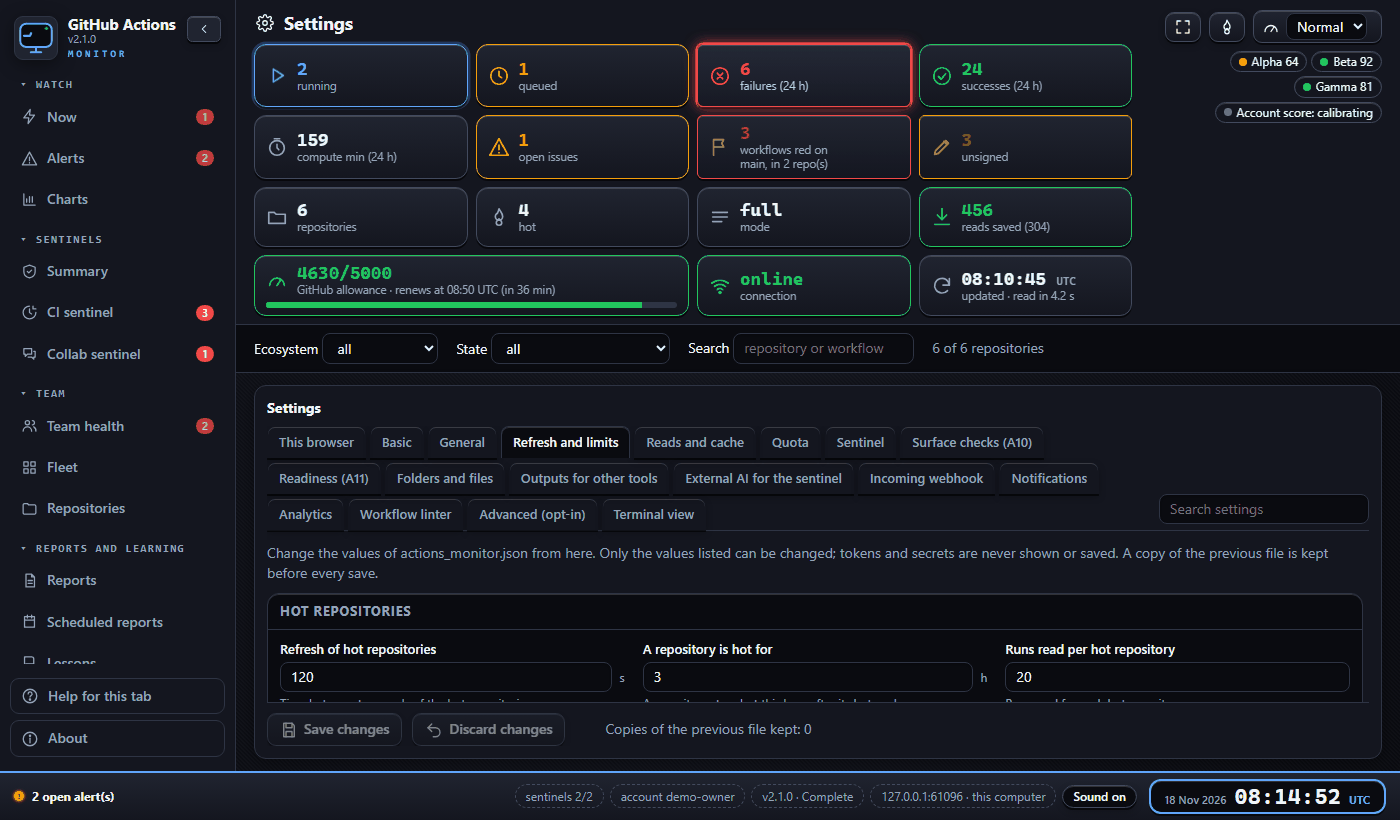 GitHub Actions
v2.1.0
MONITOR
WATCH
Now 1
Alerts 2
Charts
SENTINELS
Summary
CI sentinel 3
Collab sentinel 1
TEAM
Team health 2
Fleet
Repositories
REPORTS AND LEARNING
Reports
Scheduled reports
Lessons
Help for this tab
About
Settings
Normal
Alpha 64
Beta 92
Gamma 81
Account score: calibrating
2
running
1
queued
6
failures (24 h)
24
successes (24 h)
159
compute min (24 h)
1
open issues
3
workflows red on
main, in 2 repo(s)
3
unsigned
6
repositories
4
hot
full
mode
456
reads saved (304)
4630/5000
GitHub allowance · renews at 08:50 UTC (in 36 min)
online
connection
08:10:45 UTC
updated · read in 4.2 s
Ecosystem all State all Search repository or workflow 6 of 6 repositories
Settings
This browser Basic General Refresh and limits Reads and cache Quota Sentinel Surface checks (A10)
Readiness (A11) Folders and files Outputs for other tools External AI for the sentinel Incoming webhook Notifications
Analytics Workflow linter Advanced (opt-in) Terminal view
Search settings
Change the values of actions_monitor.json from here. Only the values listed can be changed; tokens and secrets are never shown or saved. A copy of the previous file is kept
before every save.
HOT REPOSITORIES
Refresh of hot repositories
120 s
A repository is hot for
3 h
Runs read per hot repository
20
Save changes Discard changes Copies of the previous file kept: 0
2 open alert(s)
sentinels 2/2
account demo-owner
v2.1.0 · Complete
127.0.0.1:61096 · this computer
Sound on
18 Nov 2026 08:14:52 UTC